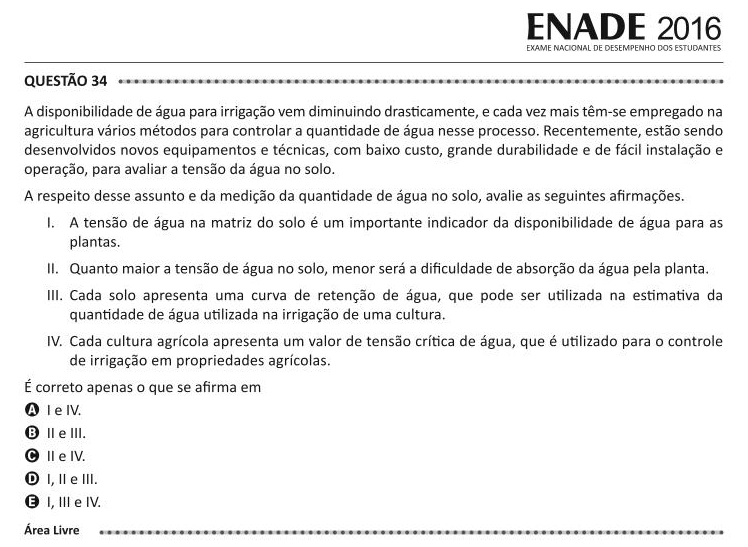 ENADE 2016
EXAME NACIONAL DE DESEMPENHO DOS ESTUDANTES
QUESTÃO 34
A disponibilidade de água para irrigação vem diminuindo drasticamente, e cada vez mais têm-se empregado na
agricultura vários métodos para controlar a quantidade de água nesse processo. Recentemente, estão sendo
desenvolvidos novos equipamentos e técnicas, com baixo custo, grande durabilidade e de fácil instalação e
operação, para avaliar a tensão da água no solo.
A respeito desse assunto e da medição da quantidade de água no solo, avalie as seguintes afirmações.
I. A tensão de água na matriz do solo é um importante indicador da disponibilidade de água para as
plantas.
II. Quanto maior a tensão de água no solo, menor será a dificuldade de absorção da água pela planta.
III. Cada solo apresenta uma curva de retenção de água, que pode ser utilizada na estimativa da
quantidade de água utilizada na irrigação de uma cultura.
IV. Cada cultura agrícola apresenta um valor de tensão crítica de água, que é utilizado para o controle
de irrigação em propriedades agrícolas.
É correto apenas o que se afirma em
A I e IV.
B II e III.
C II e IV.
D I, II e III.
E I, III e IV.
Área Livre